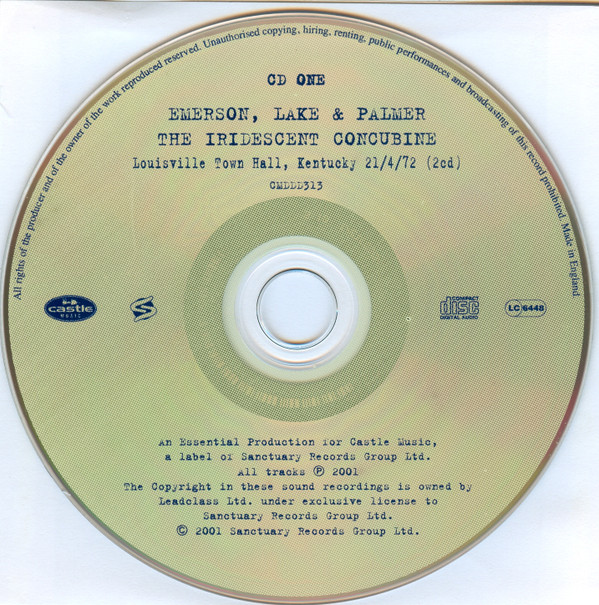 All rights of the producer and of the owner of the work reproduced reserved. Unauthorised copying, hiring, renting, public performances and broadcasting of this record prohibited. Made in England.
CD ONE
EMERSON, LAKE & PALMER
THE IRIDESCENT CONCUBINE
Louisville Town Hall, Kentucky 21/4/72 (2cd)
CMDDD313
castle
MUSIC
S
COMPACT
disc
DIGITAL AUDIO
LC 6448
An Essential Production for Castle Music,
a label of Sanctuary Records Group Ltd.
All tracks ℗ 2001
The Copyright in these sound recordings is owned by
Leadclass Ltd. under exclusive license to
Sanctuary Records Group Ltd.
© 2001 Sanctuary Records Group Ltd.